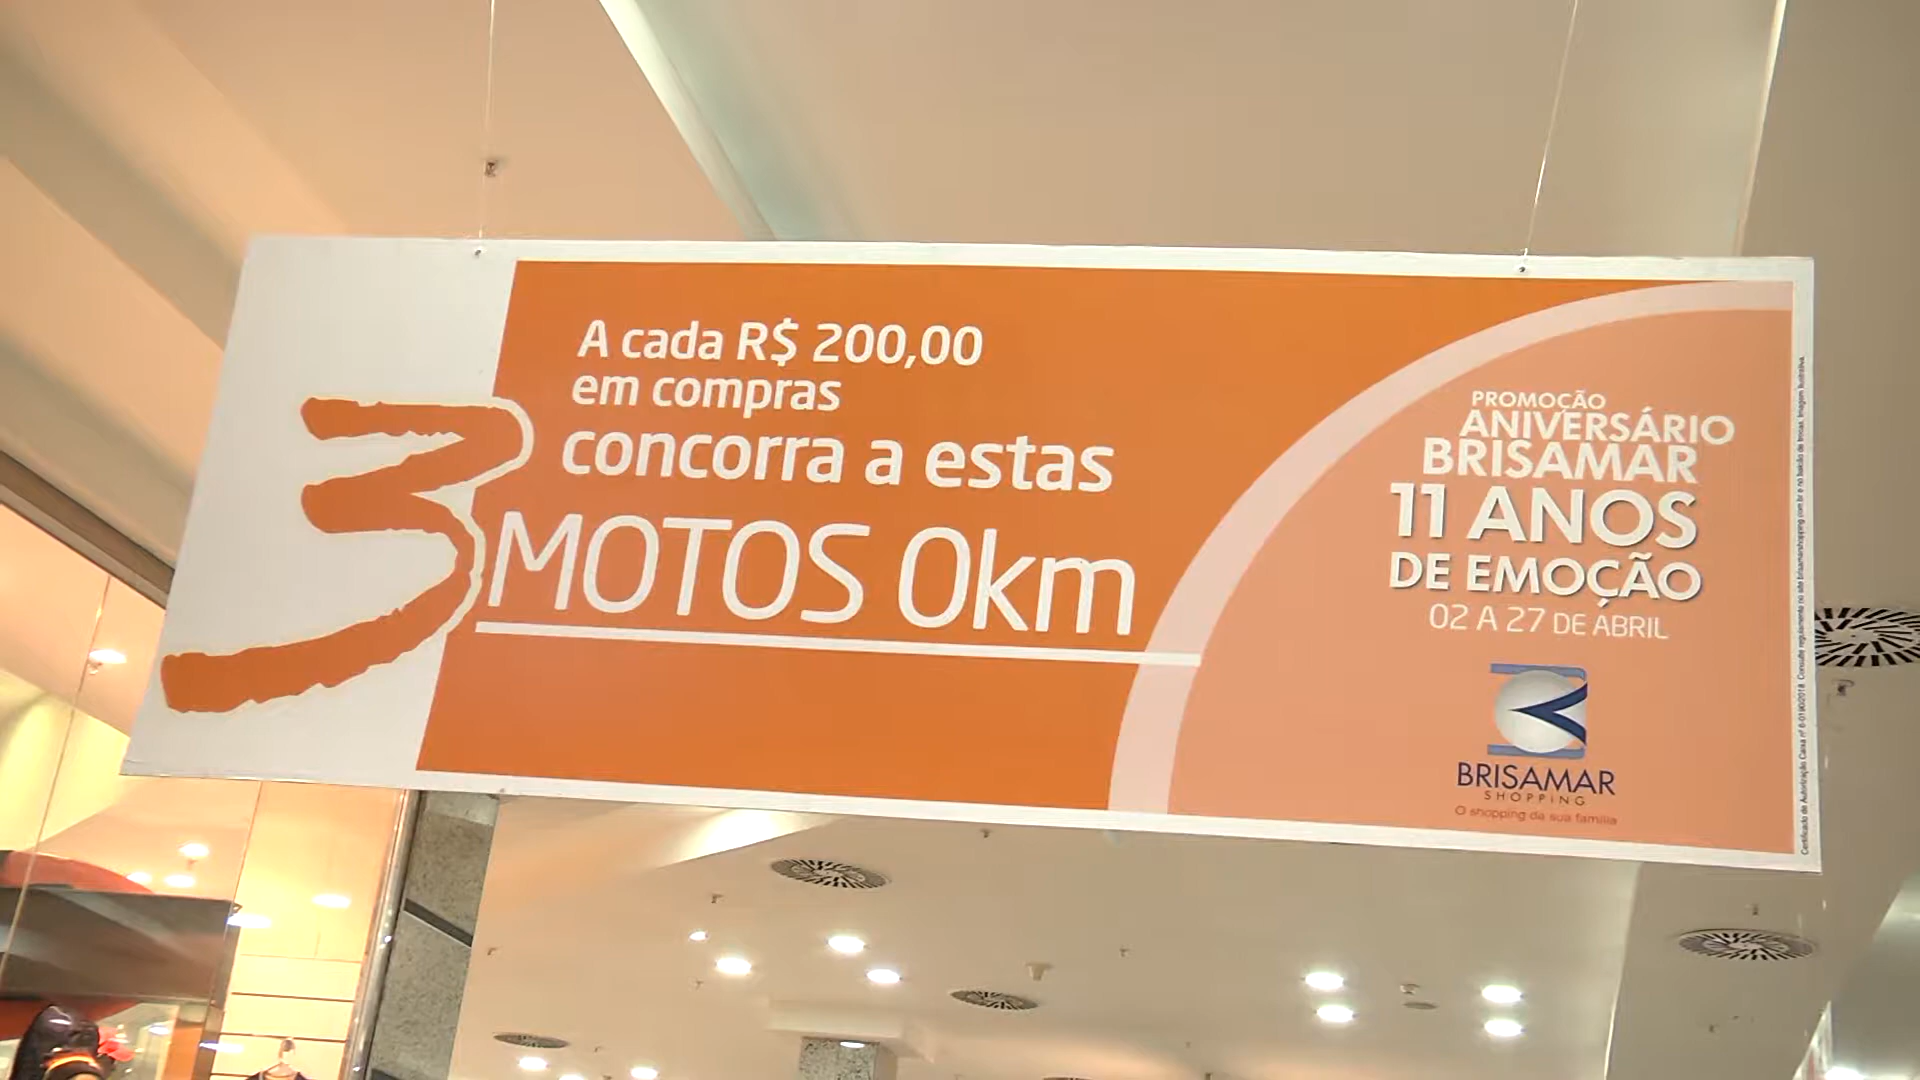 A cada R$ 200,00
em compras
concorra a estas
3 MOTOS 0km
PROMOÇÃO
ANIVERSÁRIO
BRISAMAR
11 ANOS
DE EMOÇÃO
02 A 27 DE ABRIL
BRISAMAR
SHOPPING
O shopping da sua família